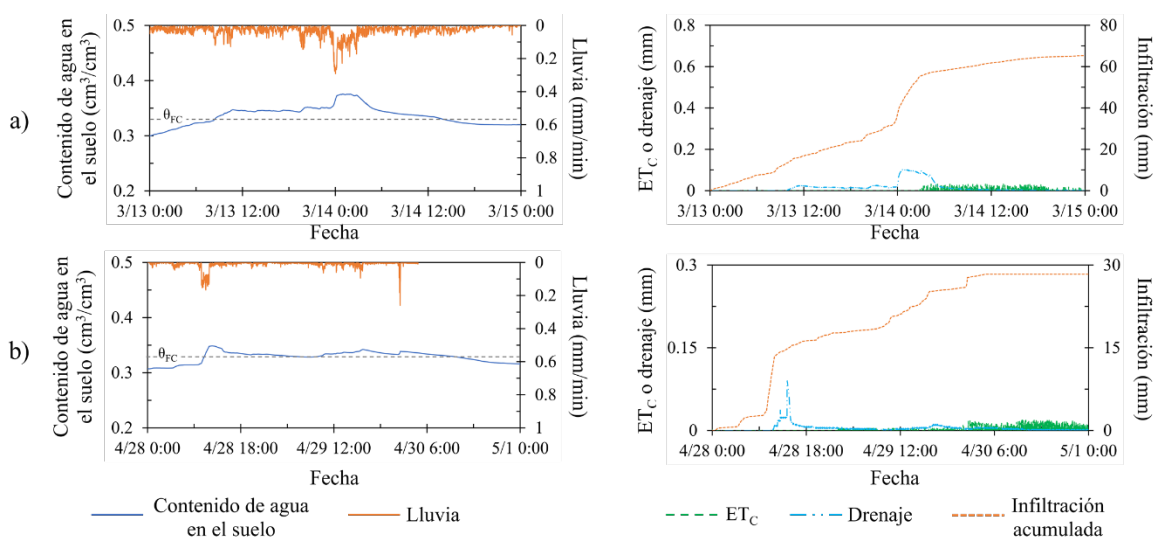 a)
Contenido de agua en
el suelo (cm³/cm³)
0.5
0.4
0.3
0.2
θFC
0
0.2
0.4
0.6
0.8
1
Lluvia (mm/min)
3/13 0:00 3/13 12:00 3/14 0:00 3/14 12:00 3/15 0:00
Fecha
ETC o drenaje (mm)
0.8
0.6
0.4
0.2
0
80
60
40
20
0
Infiltración
(mm)
3/13 0:00 3/13 12:00 3/14 0:00 3/14 12:00 3/15 0:00
Fecha
b)
Contenido de agua en
el suelo (cm³/cm³)
0.5
0.4
0.3
0.2
θFC
0
0.2
0.4
0.6
0.8
1
Lluvia (mm/min)
4/28 0:00 4/28 18:00 4/29 12:00 4/30 6:00 5/1 0:00
Fecha
ETC o drenaje (mm)
0.3
0.15
0
30
15
0
Infiltración
(mm)
4/28 0:00 4/28 18:00 4/29 12:00 4/30 6:00 5/1 0:00
Fecha
Contenido de agua
en el suelo
Lluvia
ETC
Drenaje
Infiltración
acumulada